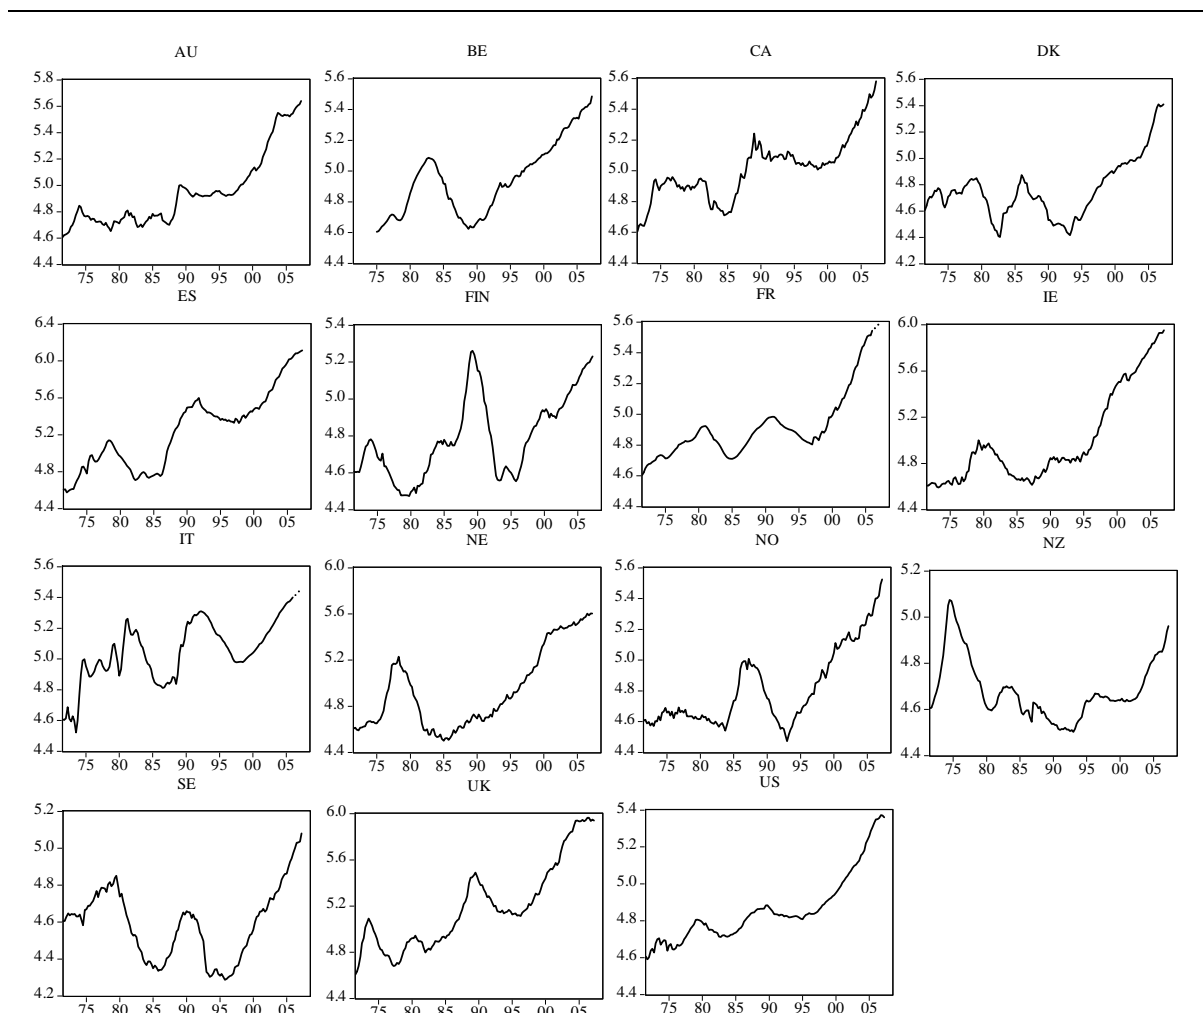 AU BE CA DK
5.8 5.6 5.6 5.6
5.6 5.4 5.4 5.4
5.4 5.2 5.2 5.2
5.2 5.0 5.0 5.0
5.0 4.8 4.8 4.8
4.8 4.6 4.6 4.6
4.6 4.4 4.4 4.4
4.4 4.2
75 80 85 90 95 00 05 75 80 85 90 95 00 05 75 80 85 90 95 00 05 75 80 85 90 95 00 05
ES FIN FR IE
6.4 5.4 5.6 6.0
6.0 5.2 5.4 5.6
5.6 5.0 5.2 5.2
5.2 4.8 5.0 4.8
4.8 4.6 4.8 4.4
4.4 4.4 4.6
4.4
75 80 85 90 95 00 05 75 80 85 90 95 00 05 75 80 85 90 95 00 05 75 80 85 90 95 00 05
IT NE NO NZ
5.6 6.0 5.6 5.2
5.4 5.6 5.4 5.0
5.2 5.2 5.2 4.8
5.0 4.8 5.0 4.6
4.8 4.4 4.8 4.4
4.6 4.6
4.4 4.4
75 80 85 90 95 00 05 75 80 85 90 95 00 05 75 80 85 90 95 00 05 75 80 85 90 95 00 05
SE UK US
5.2 6.0 5.4
5.0 5.6 5.2
4.8 5.2 5.0
4.6 4.8 4.8
4.4 4.4 4.6
4.2 4.4
75 80 85 90 95 00 05 75 80 85 90 95 00 05 75 80 85 90 95 00 05